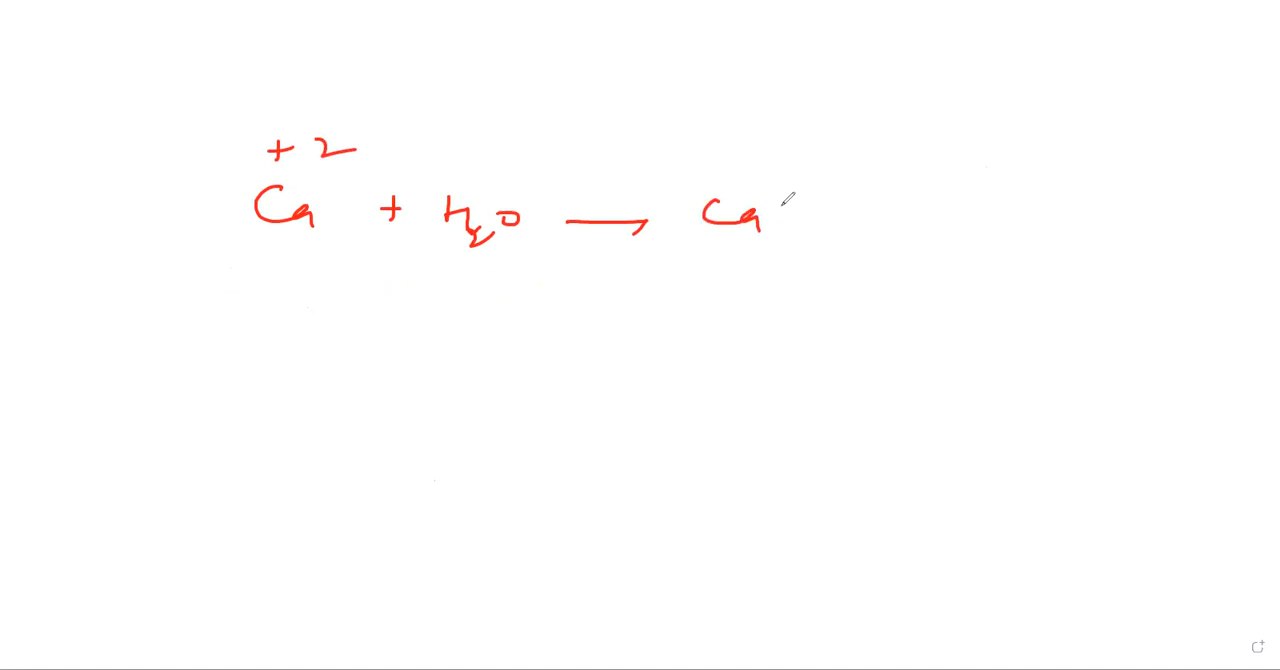 +2
Ca + H₂O → Ca